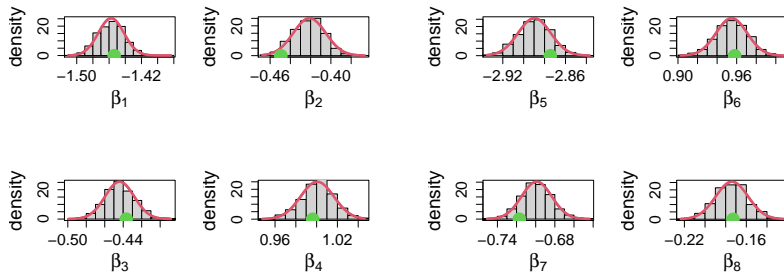 density
20
0
−1.50
−1.42
β1
density
20
0
−0.46
−0.40
β2
density
20
0
−2.92
−2.86
β5
density
20
0
0.90
0.96
β6
density
20
0
−0.50
−0.44
β3
density
20
0
0.96
1.02
β4
density
20
0
−0.74
−0.68
β7
density
20
0
−0.22
−0.16
β8